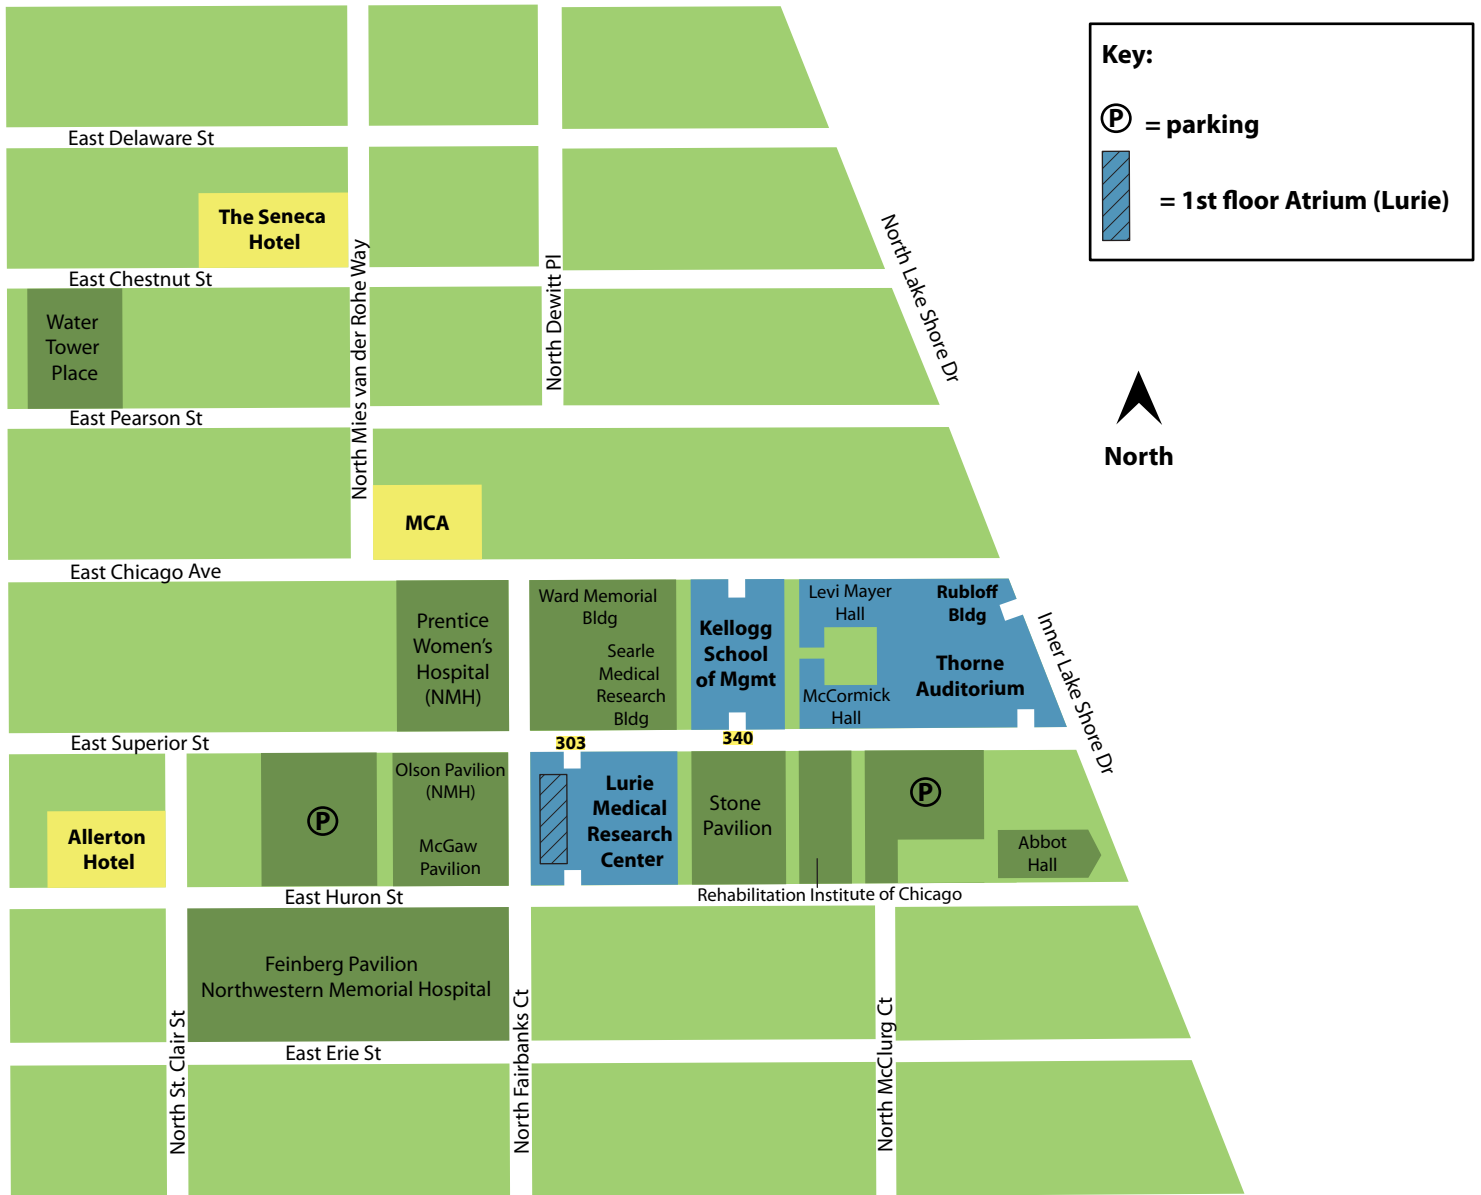 Key:
P
= parking
= 1st floor Atrium (Lurie)
North
East Delaware St
The Seneca
Hotel
East Chestnut St
North Mies van der Rohe Way
North Dewitt Pl
North Lake Shore Dr
Water
Tower
Place
East Pearson St
MCA
East Chicago Ave
Prentice
Women's
Hospital
(NMH)
Ward Memorial
Bldg
Searle
Medical
Research
Bldg
Kellogg
School
of Mgmt
Levi Mayer
Hall
McCormick
Hall
Rubloff
Bldg
Thorne
Auditorium
Inner Lake Shore Dr
East Superior St
303
340
Allerton
Hotel
P
Olson Pavilion
(NMH)
McGaw
Pavilion
Lurie
Medical
Research
Center
Stone
Pavilion
P
Abbot
Hall
East Huron St
Rehabilitation Institute of Chicago
Feinberg Pavilion
Northwestern Memorial Hospital
East Erie St
North St. Clair St
North Fairbanks Ct
North McClurg Ct